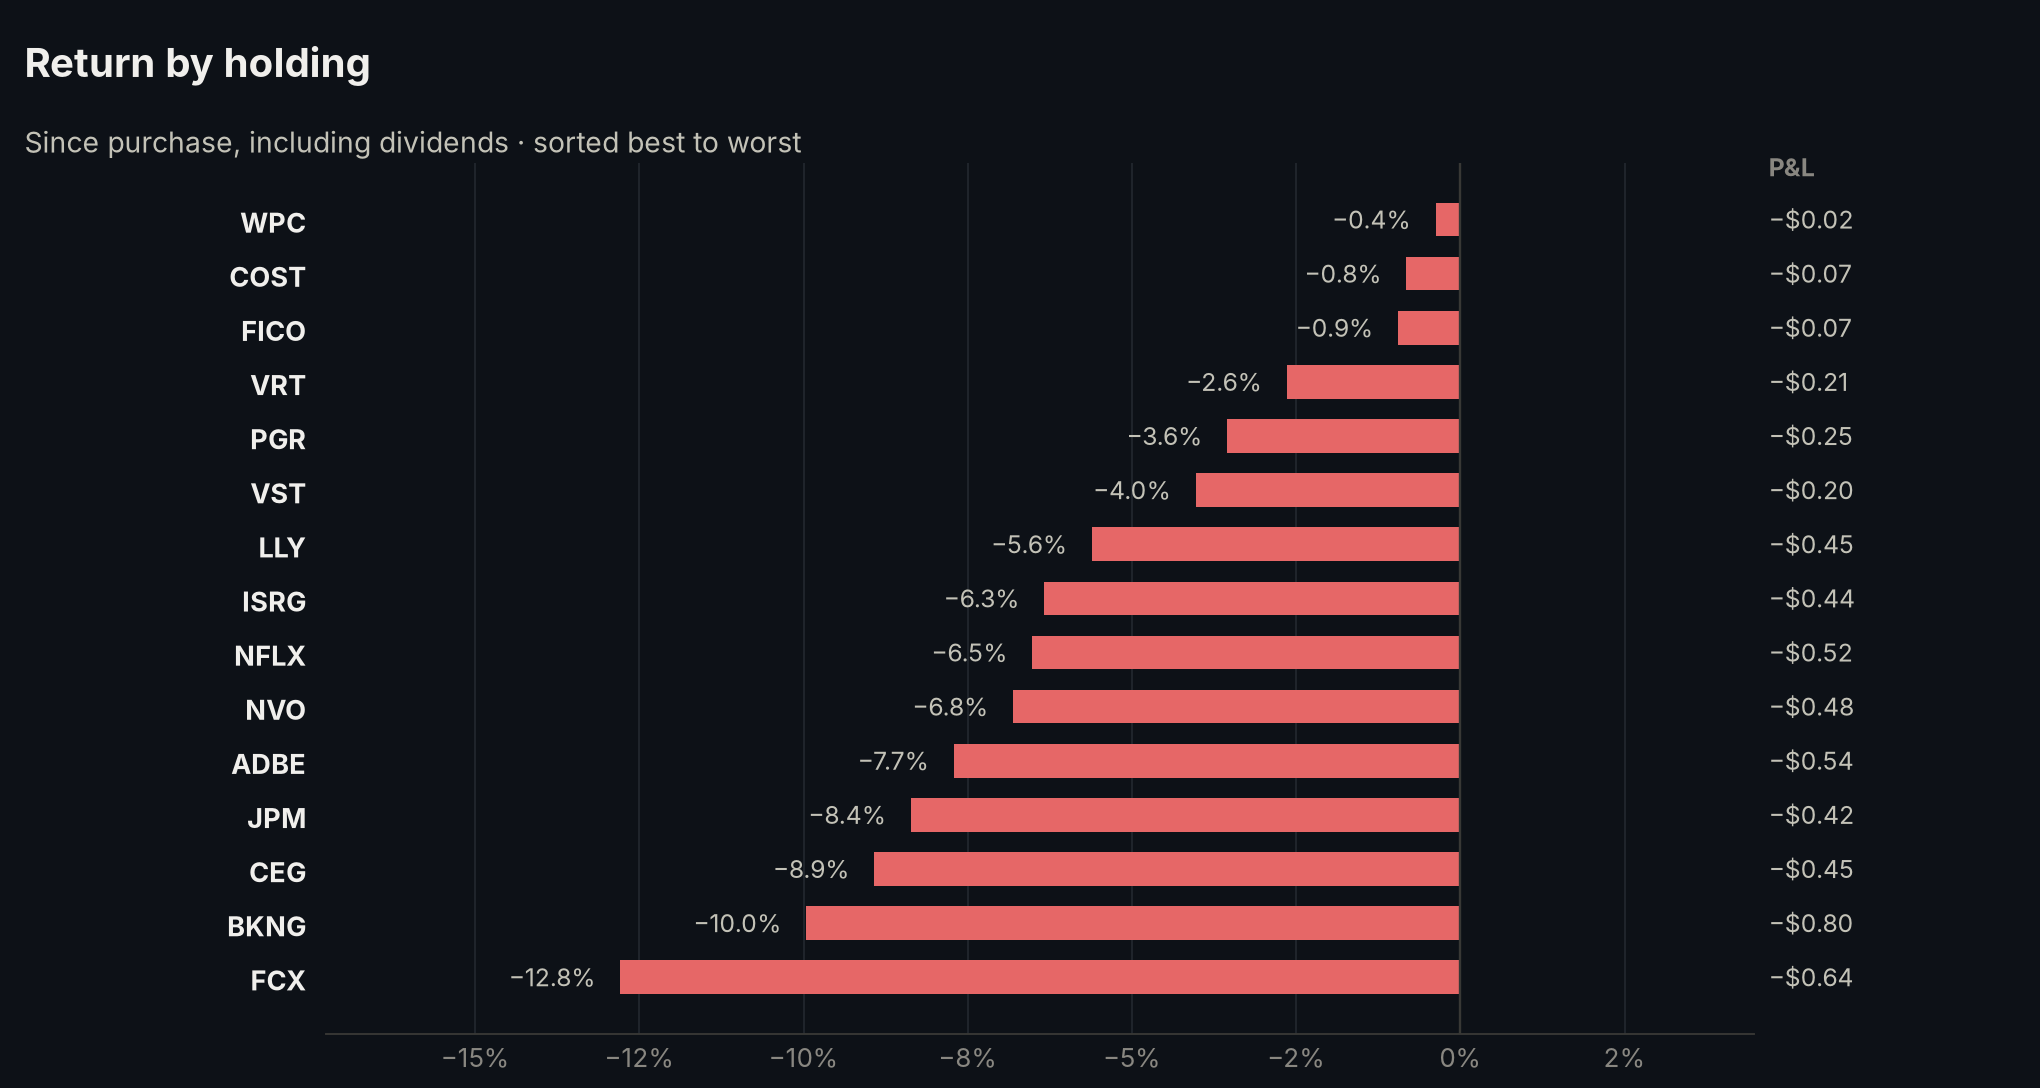 Return by holding
Since purchase, including dividends · sorted best to worst
P&L
WPC −0.4% −$0.02
COST −0.8% −$0.07
FICO −0.9% −$0.07
VRT −2.6% −$0.21
PGR −3.6% −$0.25
VST −4.0% −$0.20
LLY −5.6% −$0.45
ISRG −6.3% −$0.44
NFLX −6.5% −$0.52
NVO −6.8% −$0.48
ADBE −7.7% −$0.54
JPM −8.4% −$0.42
CEG −8.9% −$0.45
BKNG −10.0% −$0.80
FCX −12.8% −$0.64
−15% −12% −10% −8% −5% −2% 0% 2%